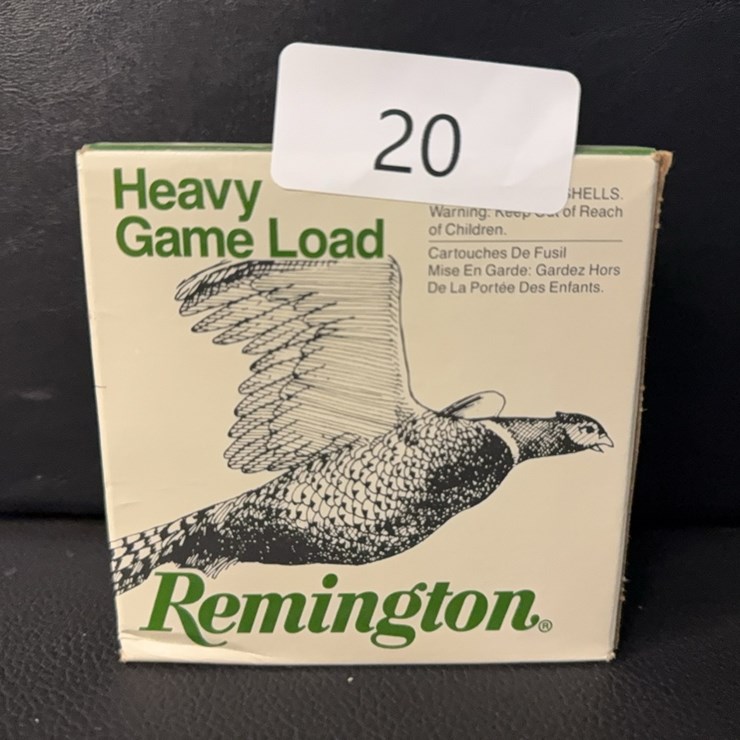 20
Heavy
Game Load
SHELLS.
Warning: Keep Out of Reach
of Children.
Cartouches De Fusil
Mise En Garde: Gardez Hors
De La Portée Des Enfants.
Remington®